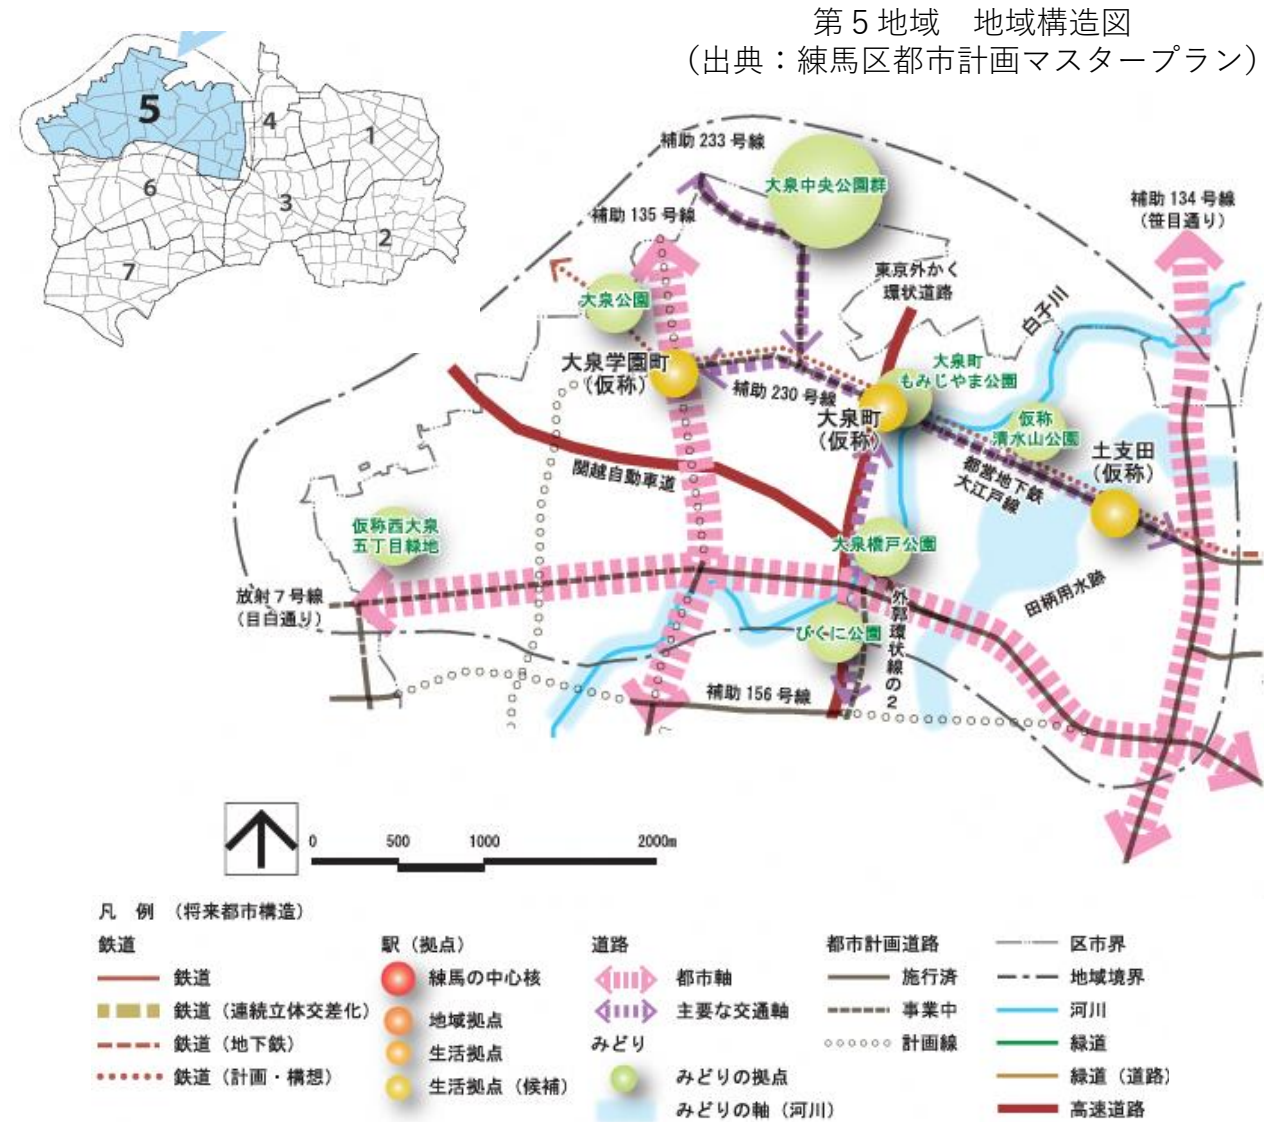 第5地域　地域構造図
（出典：練馬区都市計画マスタープラン）
5
4
1
6
3
2
7
補助233号線
大泉中央公園群
補助135号線
補助134号線
（笹目通り）
東京外かく
環状道路
白子川
大泉公園
大泉学園町
（仮称）
大泉町
もみじやま公園
補助230号線
大泉町
（仮称）
仮称
清水山公園
土支田
（仮称）
都営地下鉄
大江戸線
関越自動車道
仮称西大泉
五丁目緑地
大泉橋戸公園
放射7号線
（目白通り）
田柄用水跡
外郭環状線の2
びくに公園
補助156号線
0
500
1000
2000m
凡　例　（将来都市構造）
鉄道
鉄道
鉄道（連続立体交差化）
鉄道（地下鉄）
鉄道（計画・構想）
駅（拠点）
練馬の中心核
地域拠点
生活拠点
生活拠点（候補）
道路
都市軸
主要な交通軸
みどり
みどりの拠点
みどりの軸（河川）
都市計画道路
施行済
事業中
計画線
区市界
地域境界
河川
緑道
緑道（道路）
高速道路